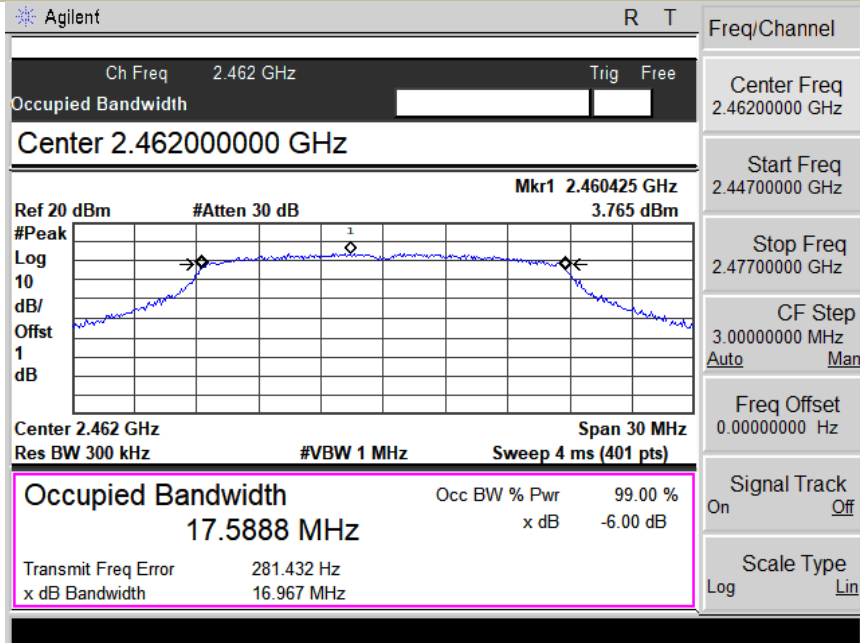 Agilent R T
Ch Freq 2.462 GHz Trig Free
Occupied Bandwidth
Center 2.462000000 GHz
Mkr1 2.460425 GHz
Ref 20 dBm #Atten 30 dB 3.765 dBm
#Peak
Log
10
dB/
Offst
1
dB
1
Center 2.462 GHz Span 30 MHz
Res BW 300 kHz #VBW 1 MHz Sweep 4 ms (401 pts)
Occupied Bandwidth
17.5888 MHz
Occ BW % Pwr 99.00 %
x dB -6.00 dB
Transmit Freq Error 281.432 Hz
x dB Bandwidth 16.967 MHz
Freq/Channel
Center Freq
2.46200000 GHz
Start Freq
2.44700000 GHz
Stop Freq
2.47700000 GHz
CF Step
3.00000000 MHz
Auto Man
Freq Offset
0.00000000 Hz
Signal Track
On Off
Scale Type
Log Lin